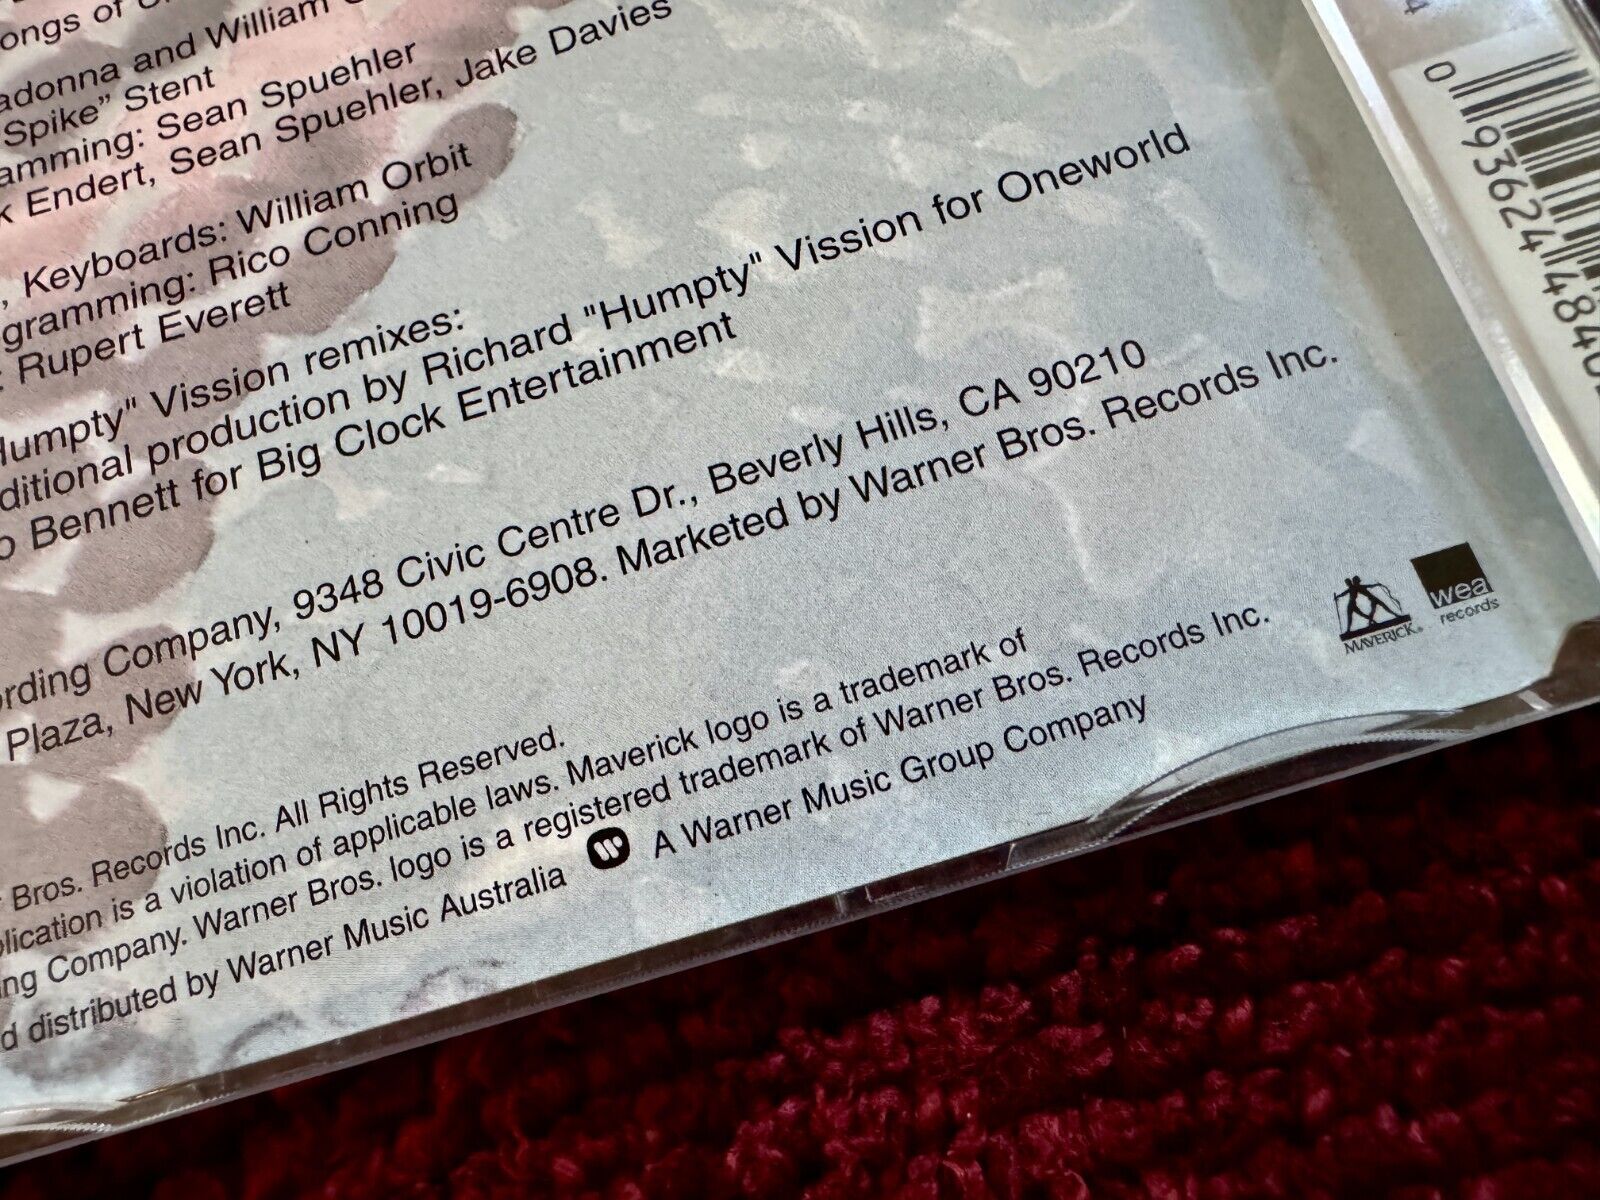 ongs of
adonna and William
Spike" Stent
amming: Sean Spuehler
k Endert, Sean Spuehler, Jake Davies
, Keyboards: William Orbit
gramming: Rico Conning
: Rupert Everett
Humpty" Vission remixes:
ditional production by Richard "Humpty" Vission for Oneworld
o Bennett for Big Clock Entertainment
ording Company, 9348 Civic Centre Dr., Beverly Hills, CA 90210
Plaza, New York, NY 10019-6908. Marketed by Warner Bros. Records Inc.
r Bros. Records Inc. All Rights Reserved.
plication is a violation of applicable laws. Maverick logo is a trademark of
ing Company. Warner Bros. logo is a registered trademark of Warner Bros. Records Inc.
d distributed by Warner Music Australia W A Warner Music Group Company
MAVERICK®
wea
records
4
0 93624 4840